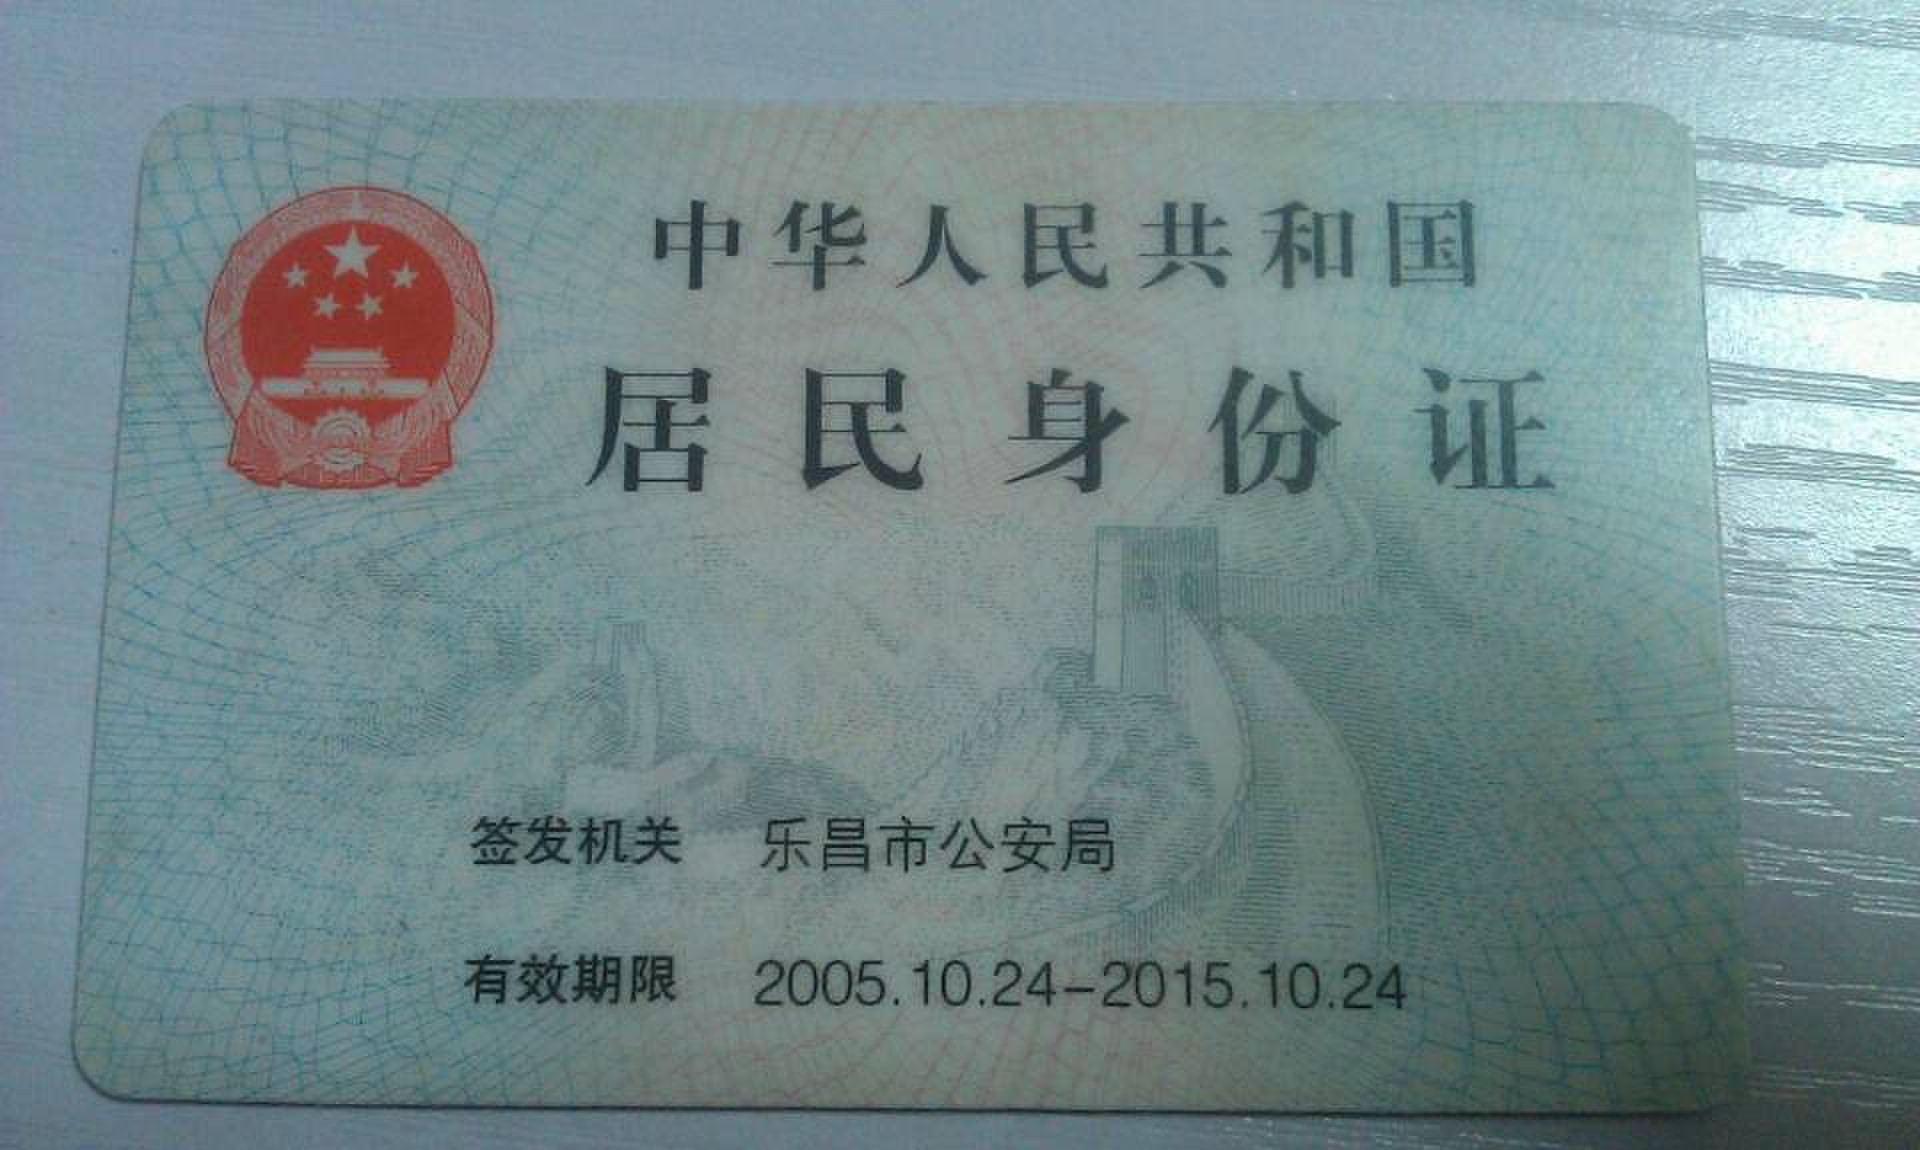 中华人民共和国
居民身份证
签发机关 乐昌市公安局
有效期限 2005.10.24-2015.10.24